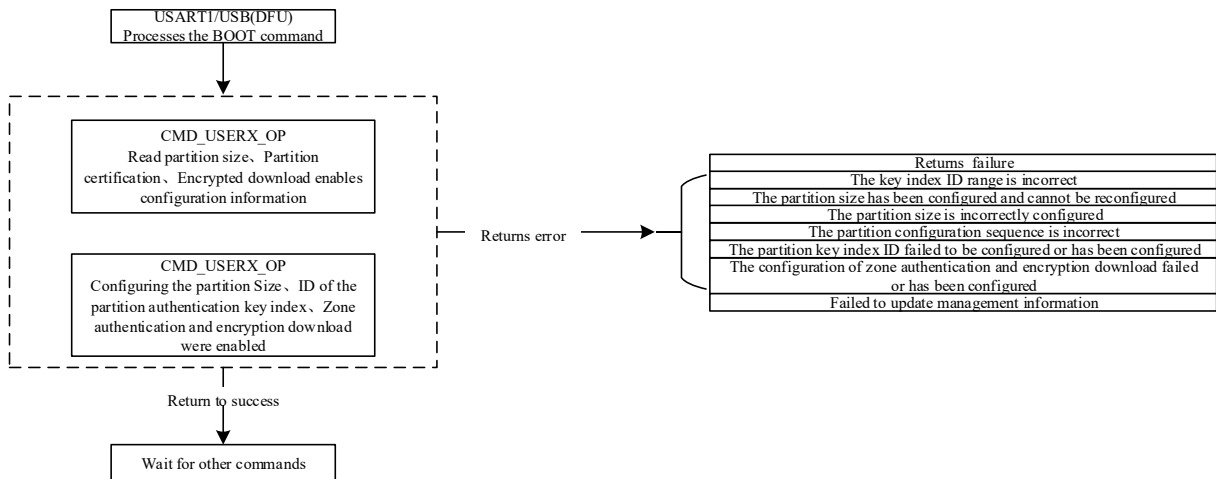 USART1/USB(DFU)
Processes the BOOT command
CMD_USERX_OP
Read partition size、Partition
certification、Encrypted download enables
configuration information
CMD_USERX_OP
Configuring the partition Size、ID of the
partition authentication key index、Zone
authentication and encryption download
were enabled
Returns error
Returns failure
The key index ID range is incorrect
The partition size has been configured and cannot be reconfigured
The partition size is incorrectly configured
The partition configuration sequence is incorrect
The partition key index ID failed to be configured or has been configured
The configuration of zone authentication and encryption download failed
or has been configured
Failed to update management information
Return to success
Wait for other commands